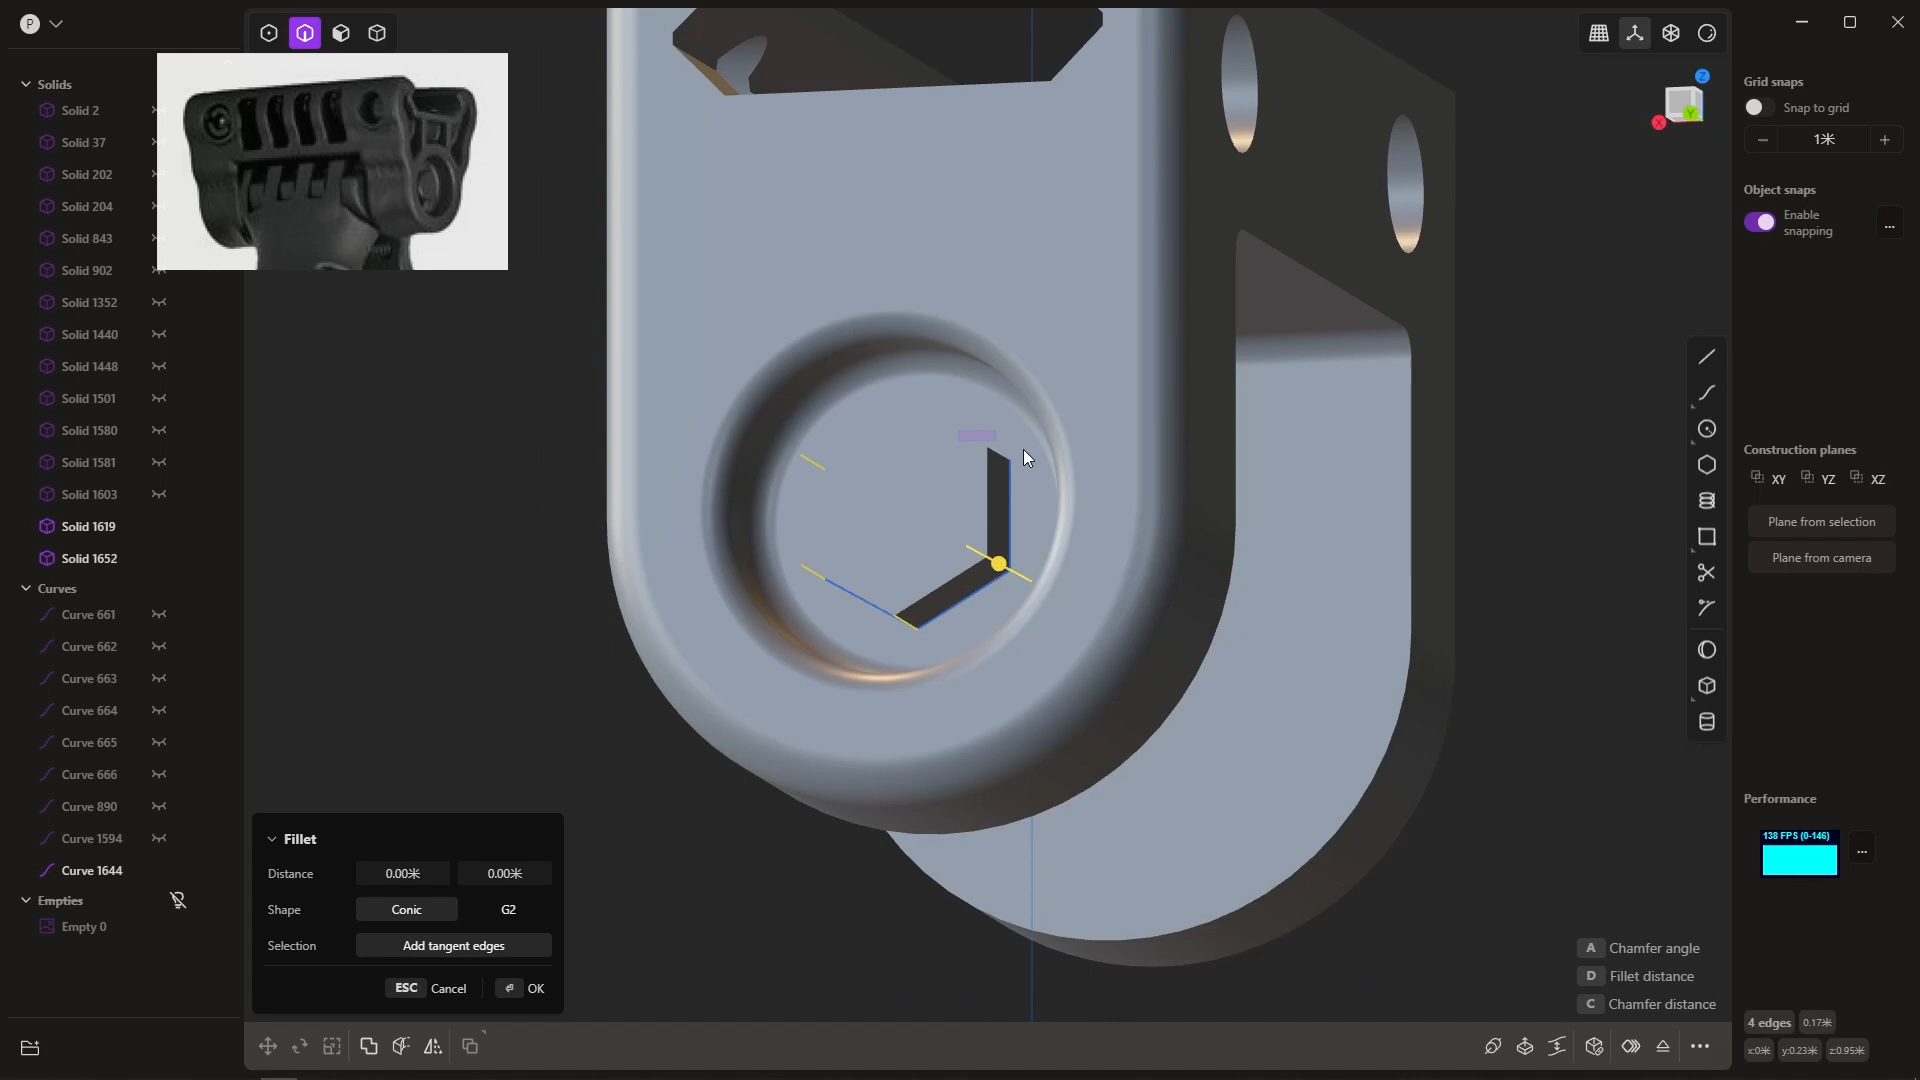 P
Solids
Solid 2
Solid 37
Solid 202
Solid 204
Solid 843
Solid 902
Solid 1352
Solid 1440
Solid 1448
Solid 1501
Solid 1580
Solid 1581
Solid 1603
Solid 1619
Solid 1652
Curves
Curve 661
Curve 662
Curve 663
Curve 664
Curve 665
Curve 666
Curve 890
Curve 1594
Curve 1644
Empties
Empty 0
Fillet
Distance 0.00米 0.00米
Shape Conic G2
Selection Add tangent edges
ESC Cancel OK
Z
X
Y
A Chamfer angle
D Fillet distance
C Chamfer distance
Grid snaps
Snap to grid
1米
Object snaps
Enable
snapping
...
Construction planes
XY YZ XZ
Plane from selection
Plane from camera
Performance
138 FPS (0-146)
...
4 edges 0.17米
x:0米 y:0.23米 z:0.95米